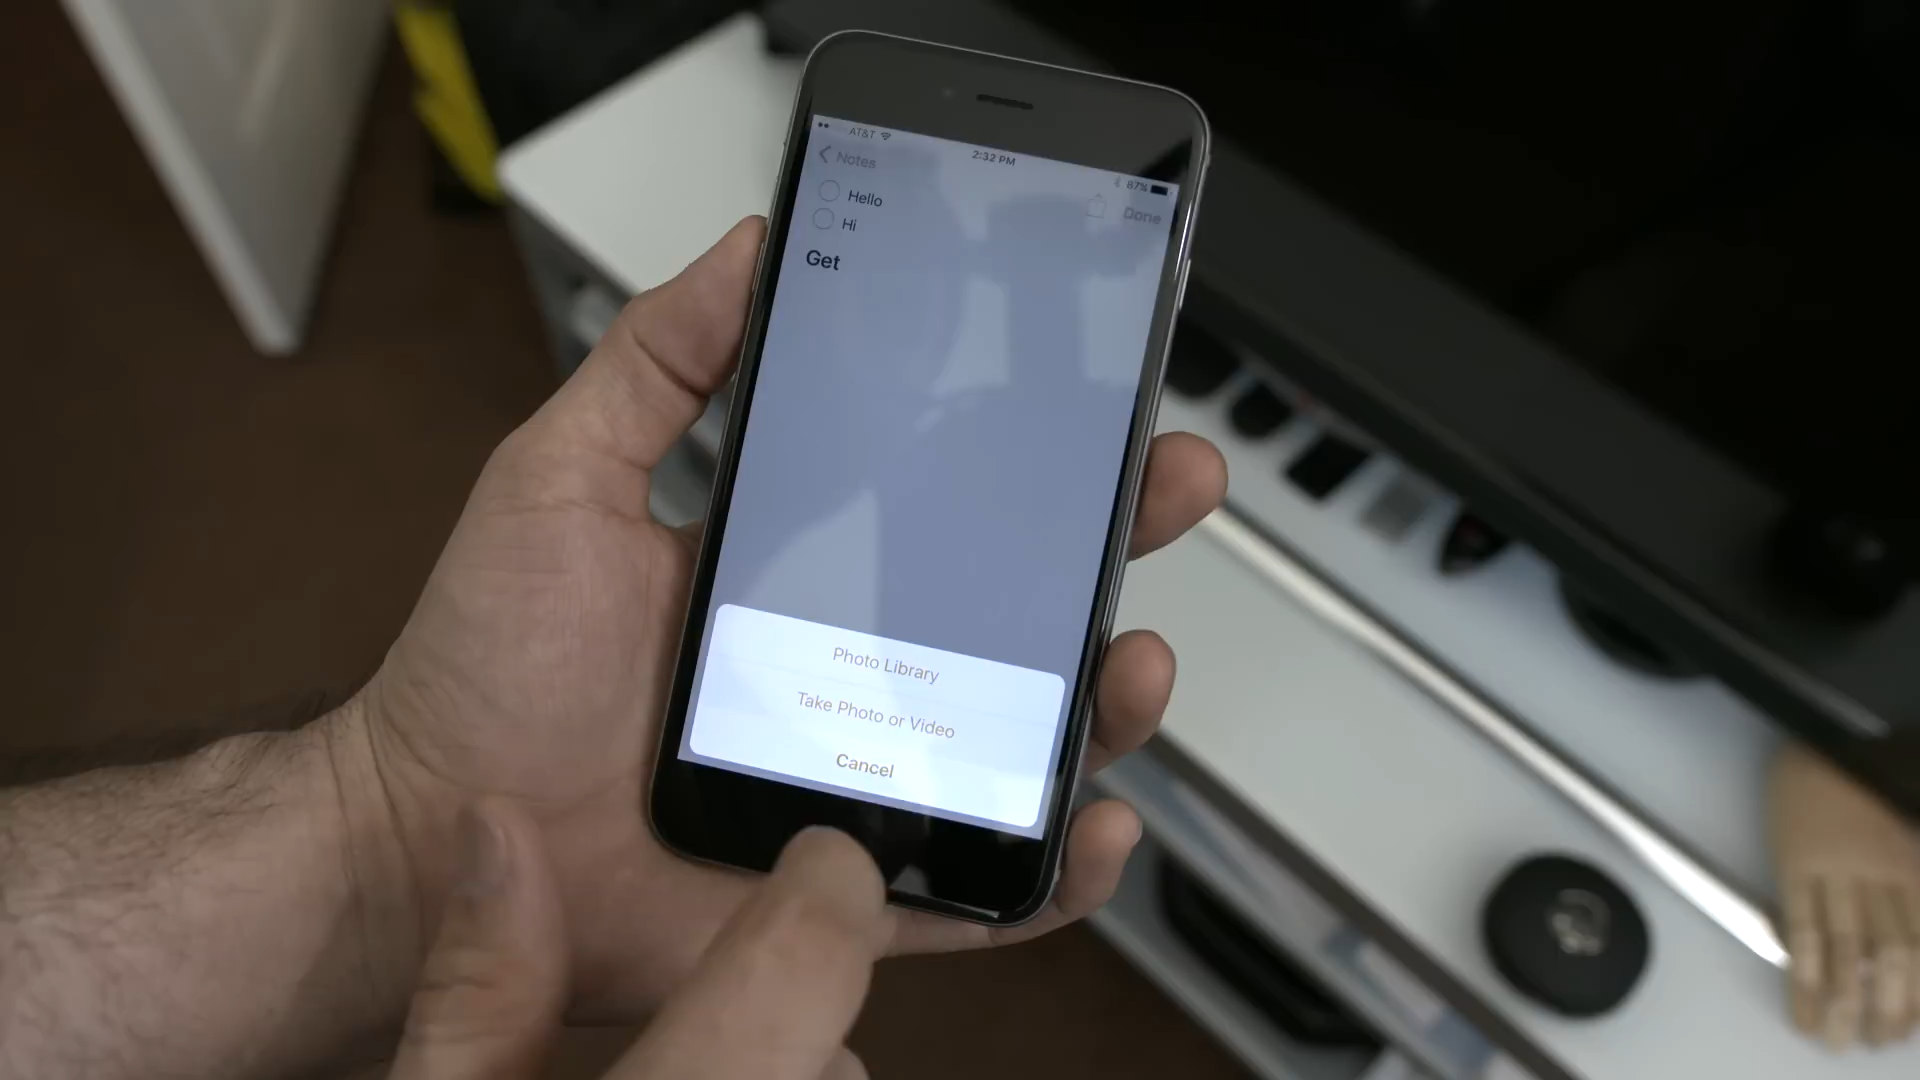 AT&T
2:32 PM
87%
Notes
Done
Hello
Hi
Get
Photo Library
Take Photo or Video
Cancel